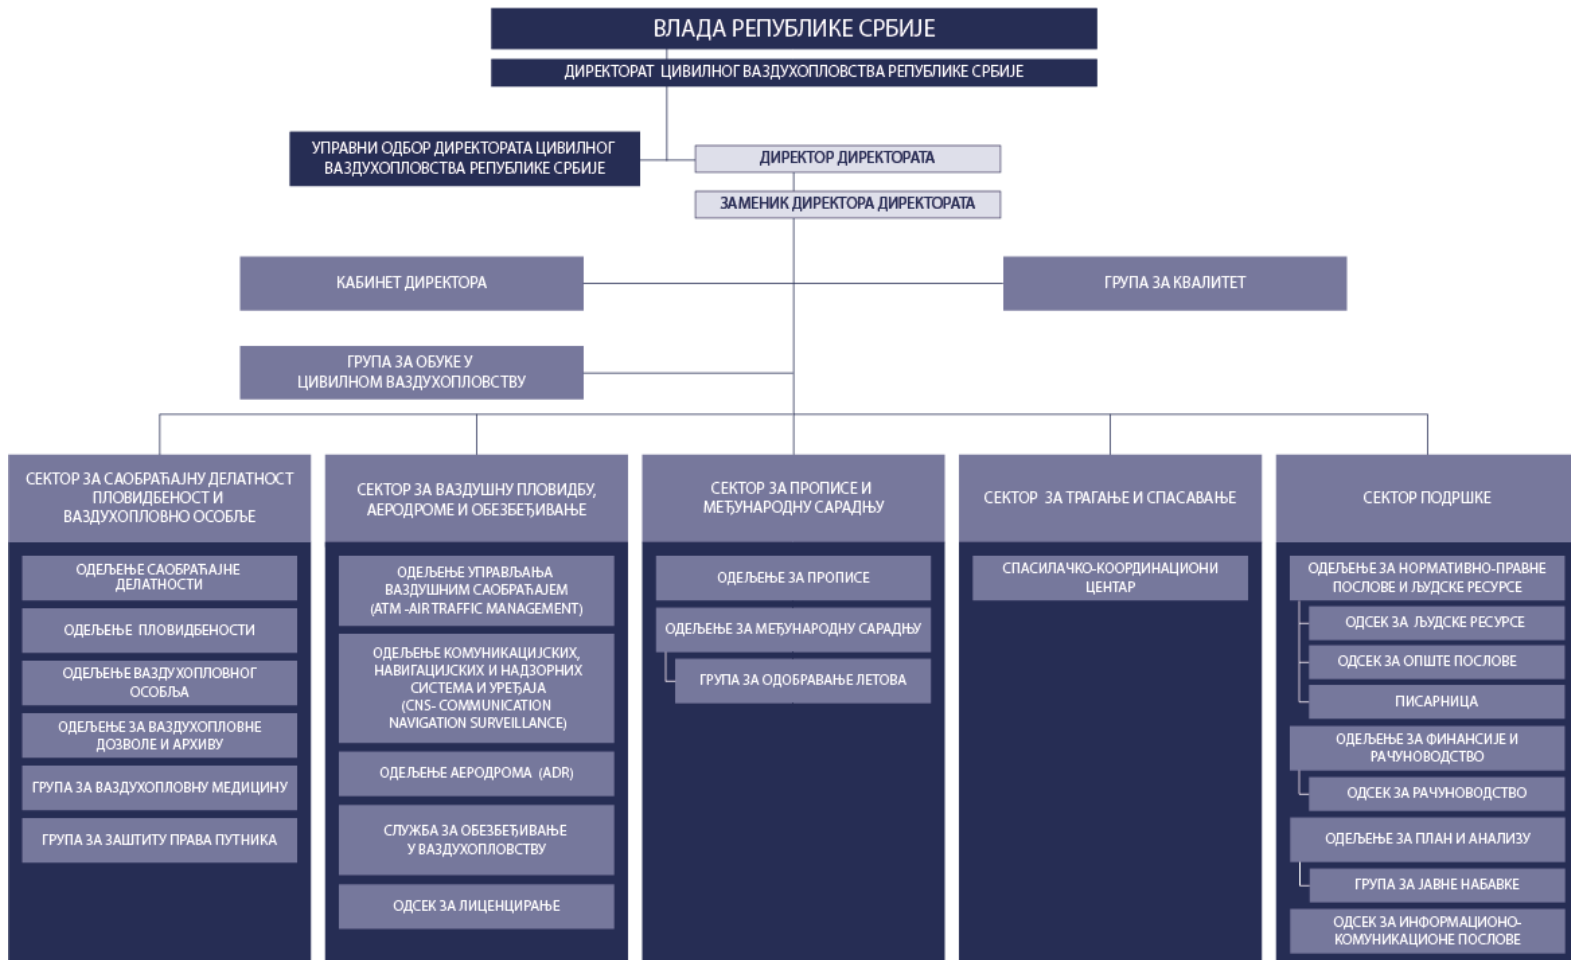 ВЛАДА РЕПУБЛИКЕ СРБИЈЕ
ДИРЕКТОРАТ ЦИВИЛНОГ ВАЗДУХОПЛОВСТВА РЕПУБЛИКЕ СРБИЈЕ
УПРАВНИ ОДБОР ДИРЕКТОРАТА ЦИВИЛНОГ
ВАЗДУХОПЛОВСТВА РЕПУБЛИКЕ СРБИЈЕ
ДИРЕКТОР ДИРЕКТОРАТА
ЗАМЕНИК ДИРЕКТОРА ДИРЕКТОРАТА
КАБИНЕТ ДИРЕКТОРА
ГРУПА ЗА КВАЛИТЕТ
ГРУПА ЗА ОБУКЕ У
ЦИВИЛНОМ ВАЗДУХОПЛОВСТВУ
СЕКТОР ЗА САОБРАЋАЈНУ ДЕЛАТНОСТ
ПЛОВИДБЕНОСТ И
ВАЗДУХОПЛОВНО ОСОБЉЕ
ОДЕЉЕЊЕ САОБРАЋАЈНЕ
ДЕЛАТНОСТИ
ОДЕЉЕЊЕ ПЛОВИДБЕНОСТИ
ОДЕЉЕЊЕ ВАЗДУХОПЛОВНОГ
ОСОБЉА
ОДЕЉЕЊЕ ЗА ВАЗДУХОПЛОВНЕ
ДОЗВОЛЕ И АРХИВУ
ГРУПА ЗА ВАЗДУХОПЛОВНУ МЕДИЦИНУ
ГРУПА ЗА ЗАШТИТУ ПРАВА ПУТНИКА
СЕКТОР ЗА ВАЗДУШНУ ПЛОВИДБУ,
АЕРОДРОМЕ И ОБЕЗБЕЂИВАЊЕ
ОДЕЉЕЊЕ УПРАВЉАЊА
ВАЗДУШНИМ САОБРАЋАЈЕМ
(ATM -AIR TRAFFIC MANAGEMENT)
ОДЕЉЕЊЕ КОМУНИКАЦИЈСКИХ,
НАВИГАЦИЈСКИХ И НАДЗОРНИХ
СИСТЕМА И УРЕЂАЈА
(CNS- COMMUNICATION
NAVIGATION SURVEILLANCE)
ОДЕЉЕЊЕ АЕРОДРОМА (ADR)
СЛУЖБА ЗА ОБЕЗБЕЂИВАЊЕ
У ВАЗДУХОПЛОВСТВУ
ОДСЕК ЗА ЛИЦЕНЦИРАЊЕ
СЕКТОР ЗА ПРОПИСЕ И
МЕЂУНАРОДНУ САРАДЊУ
ОДЕЉЕЊЕ ЗА ПРОПИСЕ
ОДЕЉЕЊЕ ЗА МЕЂУНАРОДНУ САРАДЊУ
ГРУПА ЗА ОДОБРАВАЊЕ ЛЕТОВА
СЕКТОР ЗА ТРАГАЊЕ И СПАСАВАЊЕ
СПАСИЛАЧКО-КООРДИНАЦИОНИ
ЦЕНТАР
СЕКТОР ПОДРШКЕ
ОДЕЉЕЊЕ ЗА НОРМАТИВНО-ПРАВНЕ
ПОСЛОВЕ И ЉУДСКЕ РЕСУРСЕ
ОДСЕК ЗА ЉУДСКЕ РЕСУРСЕ
ОДСЕК ЗА ОПШТЕ ПОСЛОВЕ
ПИСАРНИЦА
ОДЕЉЕЊЕ ЗА ФИНАНСИЈЕ И
РАЧУНОВОДСТВО
ОДСЕК ЗА РАЧУНОВОДСТВО
ОДЕЉЕЊЕ ЗА ПЛАН И АНАЛИЗУ
ГРУПА ЗА ЈАВНЕ НАБАВКЕ
ОДСЕК ЗА ИНФОРМАЦИОНО-
КОМУНИКАЦИОНЕ ПОСЛОВЕ